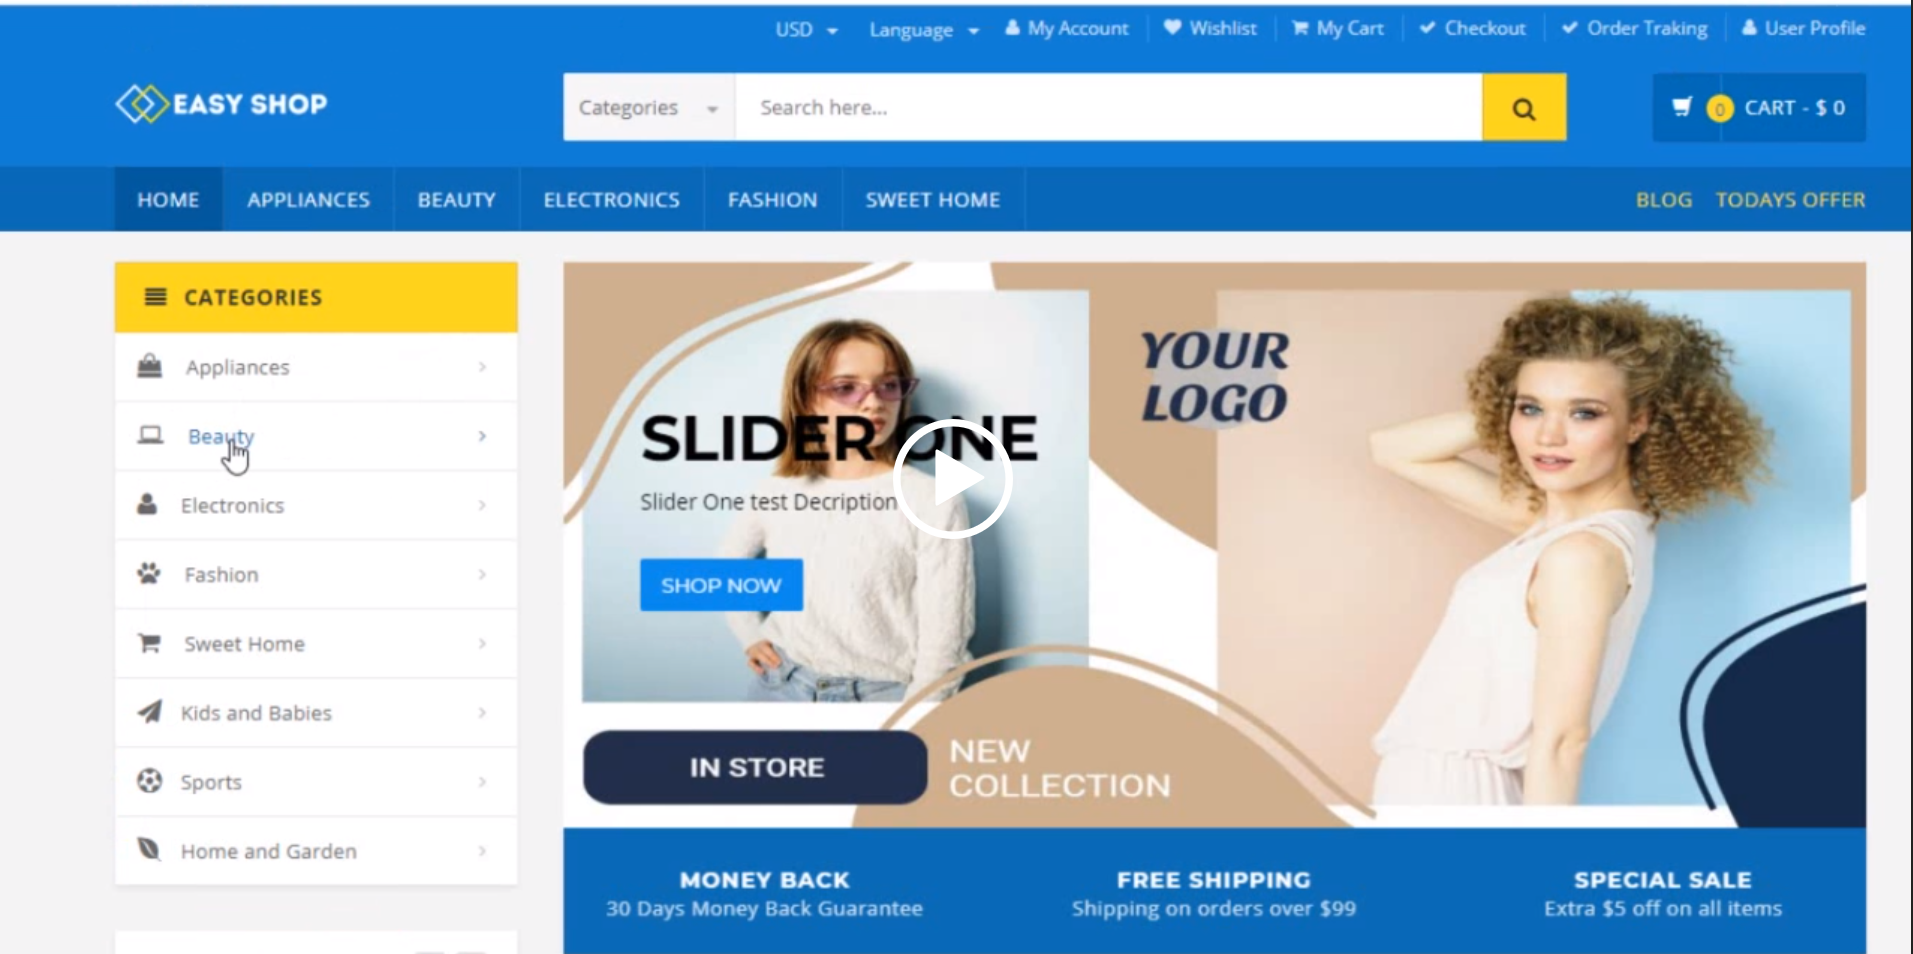 USD
Language
My Account
Wishlist
My Cart
Checkout
Order Traking
User Profile
EASY SHOP
Categories
Search here...
0
CART - $ 0
HOME
APPLIANCES
BEAUTY
ELECTRONICS
FASHION
SWEET HOME
BLOG
TODAYS OFFER
CATEGORIES
Appliances
Beauty
Electronics
Fashion
Sweet Home
Kids and Babies
Sports
Home and Garden
YOUR
LOGO
SLIDER ONE
Slider One test Decription
SHOP NOW
IN STORE
NEW
COLLECTION
MONEY BACK
30 Days Money Back Guarantee
FREE SHIPPING
Shipping on orders over $99
SPECIAL SALE
Extra $5 off on all items